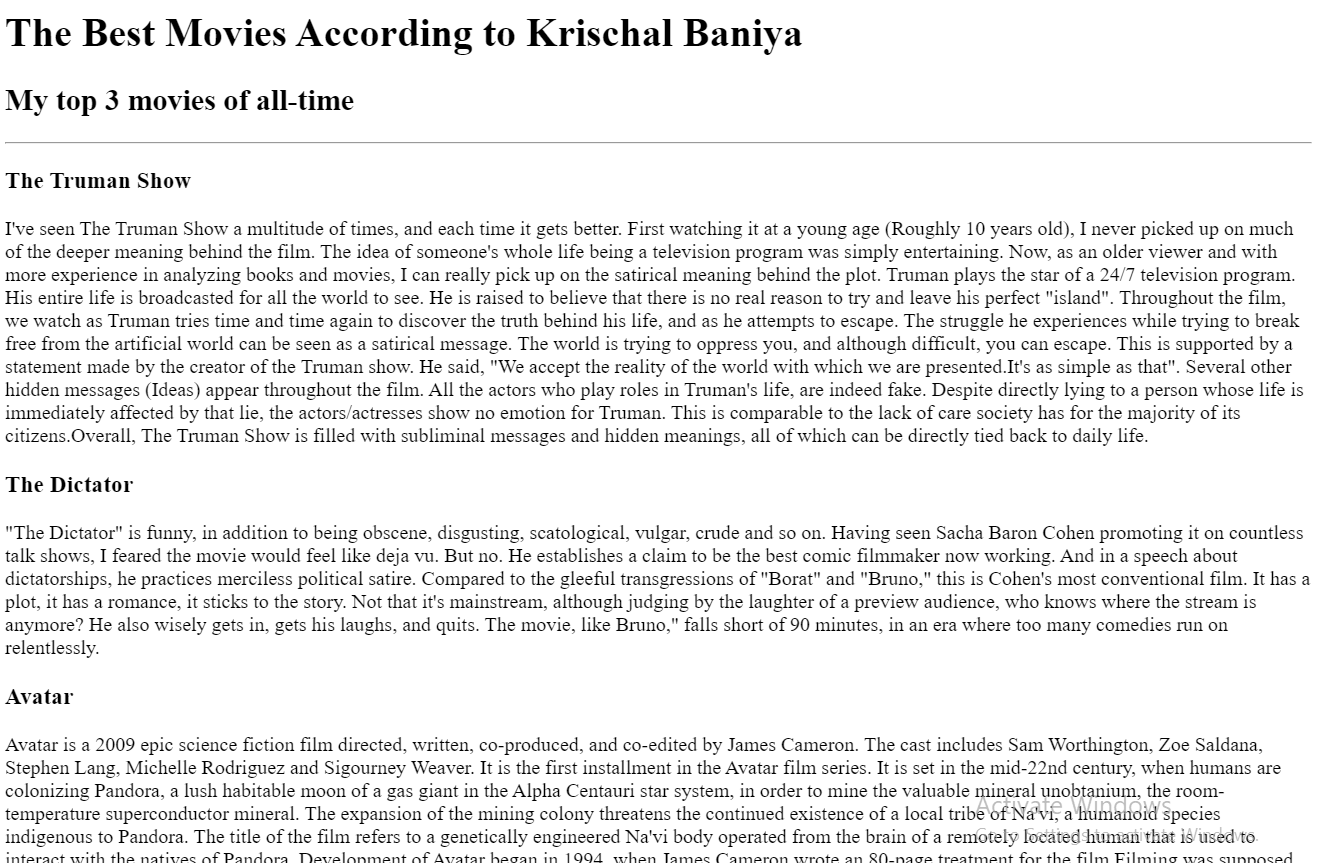 The Best Movies According to Krischal Baniya
My top 3 movies of all-time
The Truman Show
I've seen The Truman Show a multitude of times, and each time it gets better. First watching it at a young age (Roughly 10 years old), I never picked up on much
of the deeper meaning behind the film. The idea of someone's whole life being a television program was simply entertaining. Now, as an older viewer and with
more experience in analyzing books and movies, I can really pick up on the satirical meaning behind the plot. Truman plays the star of a 24/7 television program.
His entire life is broadcasted for all the world to see. He is raised to believe that there is no real reason to try and leave his perfect "island". Throughout the film,
we watch as Truman tries time and time again to discover the truth behind his life, and as he attempts to escape. The struggle he experiences while trying to break
free from the artificial world can be seen as a satirical message. The world is trying to oppress you, and although difficult, you can escape. This is supported by a
statement made by the creator of the Truman show. He said, "We accept the reality of the world with which we are presented.It's as simple as that". Several other
hidden messages (Ideas) appear throughout the film. All the actors who play roles in Truman's life, are indeed fake. Despite directly lying to a person whose life is
immediately affected by that lie, the actors/actresses show no emotion for Truman. This is comparable to the lack of care society has for the majority of its
citizens.Overall, The Truman Show is filled with subliminal messages and hidden meanings, all of which can be directly tied back to daily life.
The Dictator
"The Dictator" is funny, in addition to being obscene, disgusting, scatological, vulgar, crude and so on. Having seen Sacha Baron Cohen promoting it on countless
talk shows, I feared the movie would feel like deja vu. But no. He establishes a claim to be the best comic filmmaker now working. And in a speech about
dictatorships, he practices merciless political satire. Compared to the gleeful transgressions of "Borat" and "Bruno," this is Cohen's most conventional film. It has a
plot, it has a romance, it sticks to the story. Not that it's mainstream, although judging by the laughter of a preview audience, who knows where the stream is
anymore? He also wisely gets in, gets his laughs, and quits. The movie, like Bruno," falls short of 90 minutes, in an era where too many comedies run on
relentlessly.
Avatar
Avatar is a 2009 epic science fiction film directed, written, co-produced, and co-edited by James Cameron. The cast includes Sam Worthington, Zoe Saldana,
Stephen Lang, Michelle Rodriguez and Sigourney Weaver. It is the first installment in the Avatar film series. It is set in the mid-22nd century, when humans are
colonizing Pandora, a lush habitable moon of a gas giant in the Alpha Centauri star system, in order to mine the valuable mineral unobtanium, the room-
temperature superconductor mineral. The expansion of the mining colony threatens the continued existence of a local tribe of Na'vi, a humanoid species
indigenous to Pandora. The title of the film refers to a genetically engineered Na'vi body operated from the brain of a remotely located human that is used to
interact with the natives of Pandora. Development of Avatar began in 1994, when James Cameron wrote an 80-page treatment for the film.Filming was supposed
Activate Windows
Go to Settings to activate Windows.